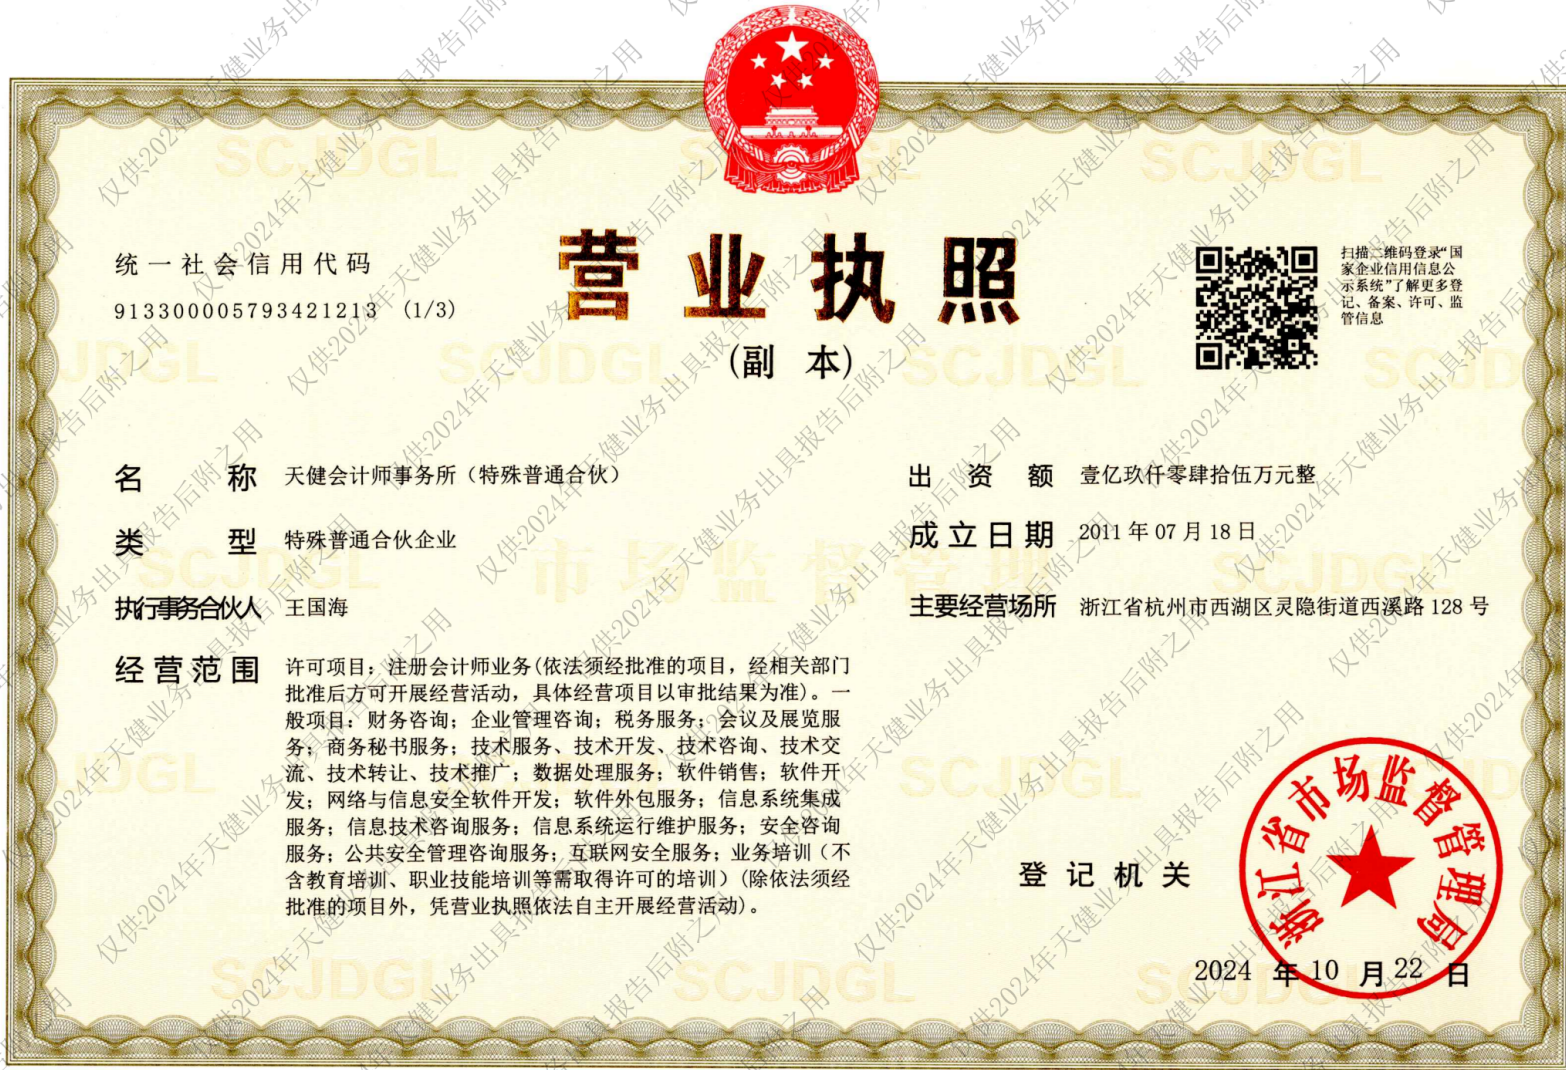 营业执照
(副 本)
统一社会信用代码
913300005793421213 (1/3)
扫描二维码登录“国
家企业信用信息公
示系统”了解更多登
记、备案、许可、监
管信息
名 称 天健会计师事务所（特殊普通合伙）
类 型 特殊普通合伙企业
执行事务合伙人 王国海
经营范围 许可项目：注册会计师业务(依法须经批准的项目，经相关部门
批准后方可开展经营活动，具体经营项目以审批结果为准)。一
般项目：财务咨询；企业管理咨询；税务服务；会议及展览服
务；商务秘书服务；技术服务、技术开发、技术咨询、技术交
流、技术转让、技术推广；数据处理服务；软件销售；软件开
发；网络与信息安全软件开发；软件外包服务；信息系统集成
服务；信息技术咨询服务；信息系统运行维护服务；安全咨询
服务；公共安全管理咨询服务；互联网安全服务；业务培训（不
含教育培训、职业技能培训等需取得许可的培训）(除依法须经
批准的项目外，凭营业执照依法自主开展经营活动)。
出 资 额 壹亿玖仟零肆拾伍万元整
成立日期 2011年07月18日
主要经营场所 浙江省杭州市西湖区灵隐街道西溪路128号
登记机关
浙江省市场监督管理局
2024 年 10 月 22 日
SCJDGL
市场监督管理
仅供2024年天健业务出具报告后附之用